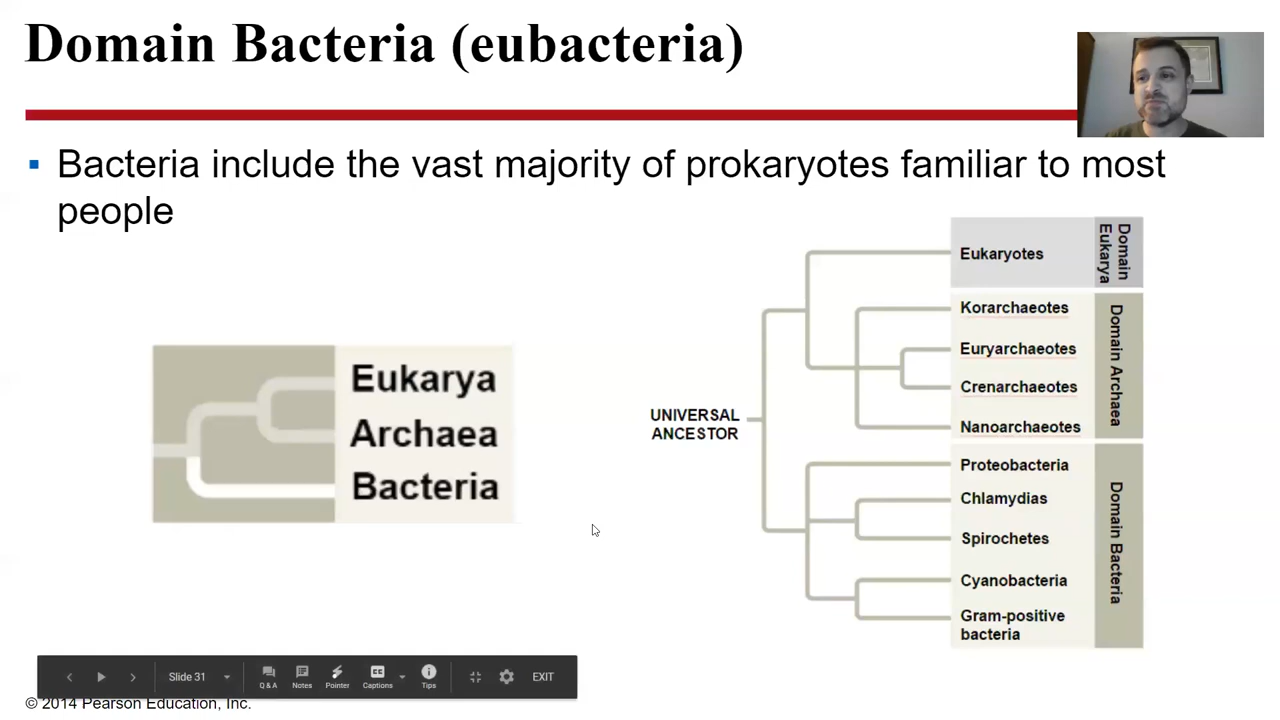 Domain Bacteria (eubacteria)
▪ Bacteria include the vast majority of prokaryotes familiar to most
people
Eukarya
Archaea
Bacteria
UNIVERSAL
ANCESTOR
Eukaryotes
Domain
Eukarya
Korarchaeotes
Euryarchaeotes
Crenarchaeotes
Nanoarchaeotes
Domain Archaea
Proteobacteria
Chlamydias
Spirochetes
Cyanobacteria
Gram-positive
bacteria
Domain Bacteria
Slide 31
Q & A
Notes
Pointer
CC
Captions
Tips
EXIT
© 2014 Pearson Education, Inc.